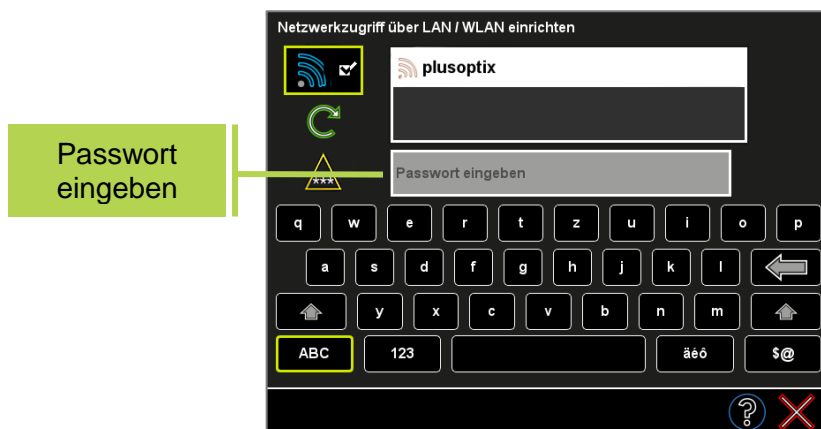 Netzwerkzugriff über LAN / WLAN einrichten
plusoptix
Passwort
eingeben
***
Passwort eingeben
q w e r t z u i o p
a s d f g h j k l
y x c v b n m
ABC 123 äéô $@
?